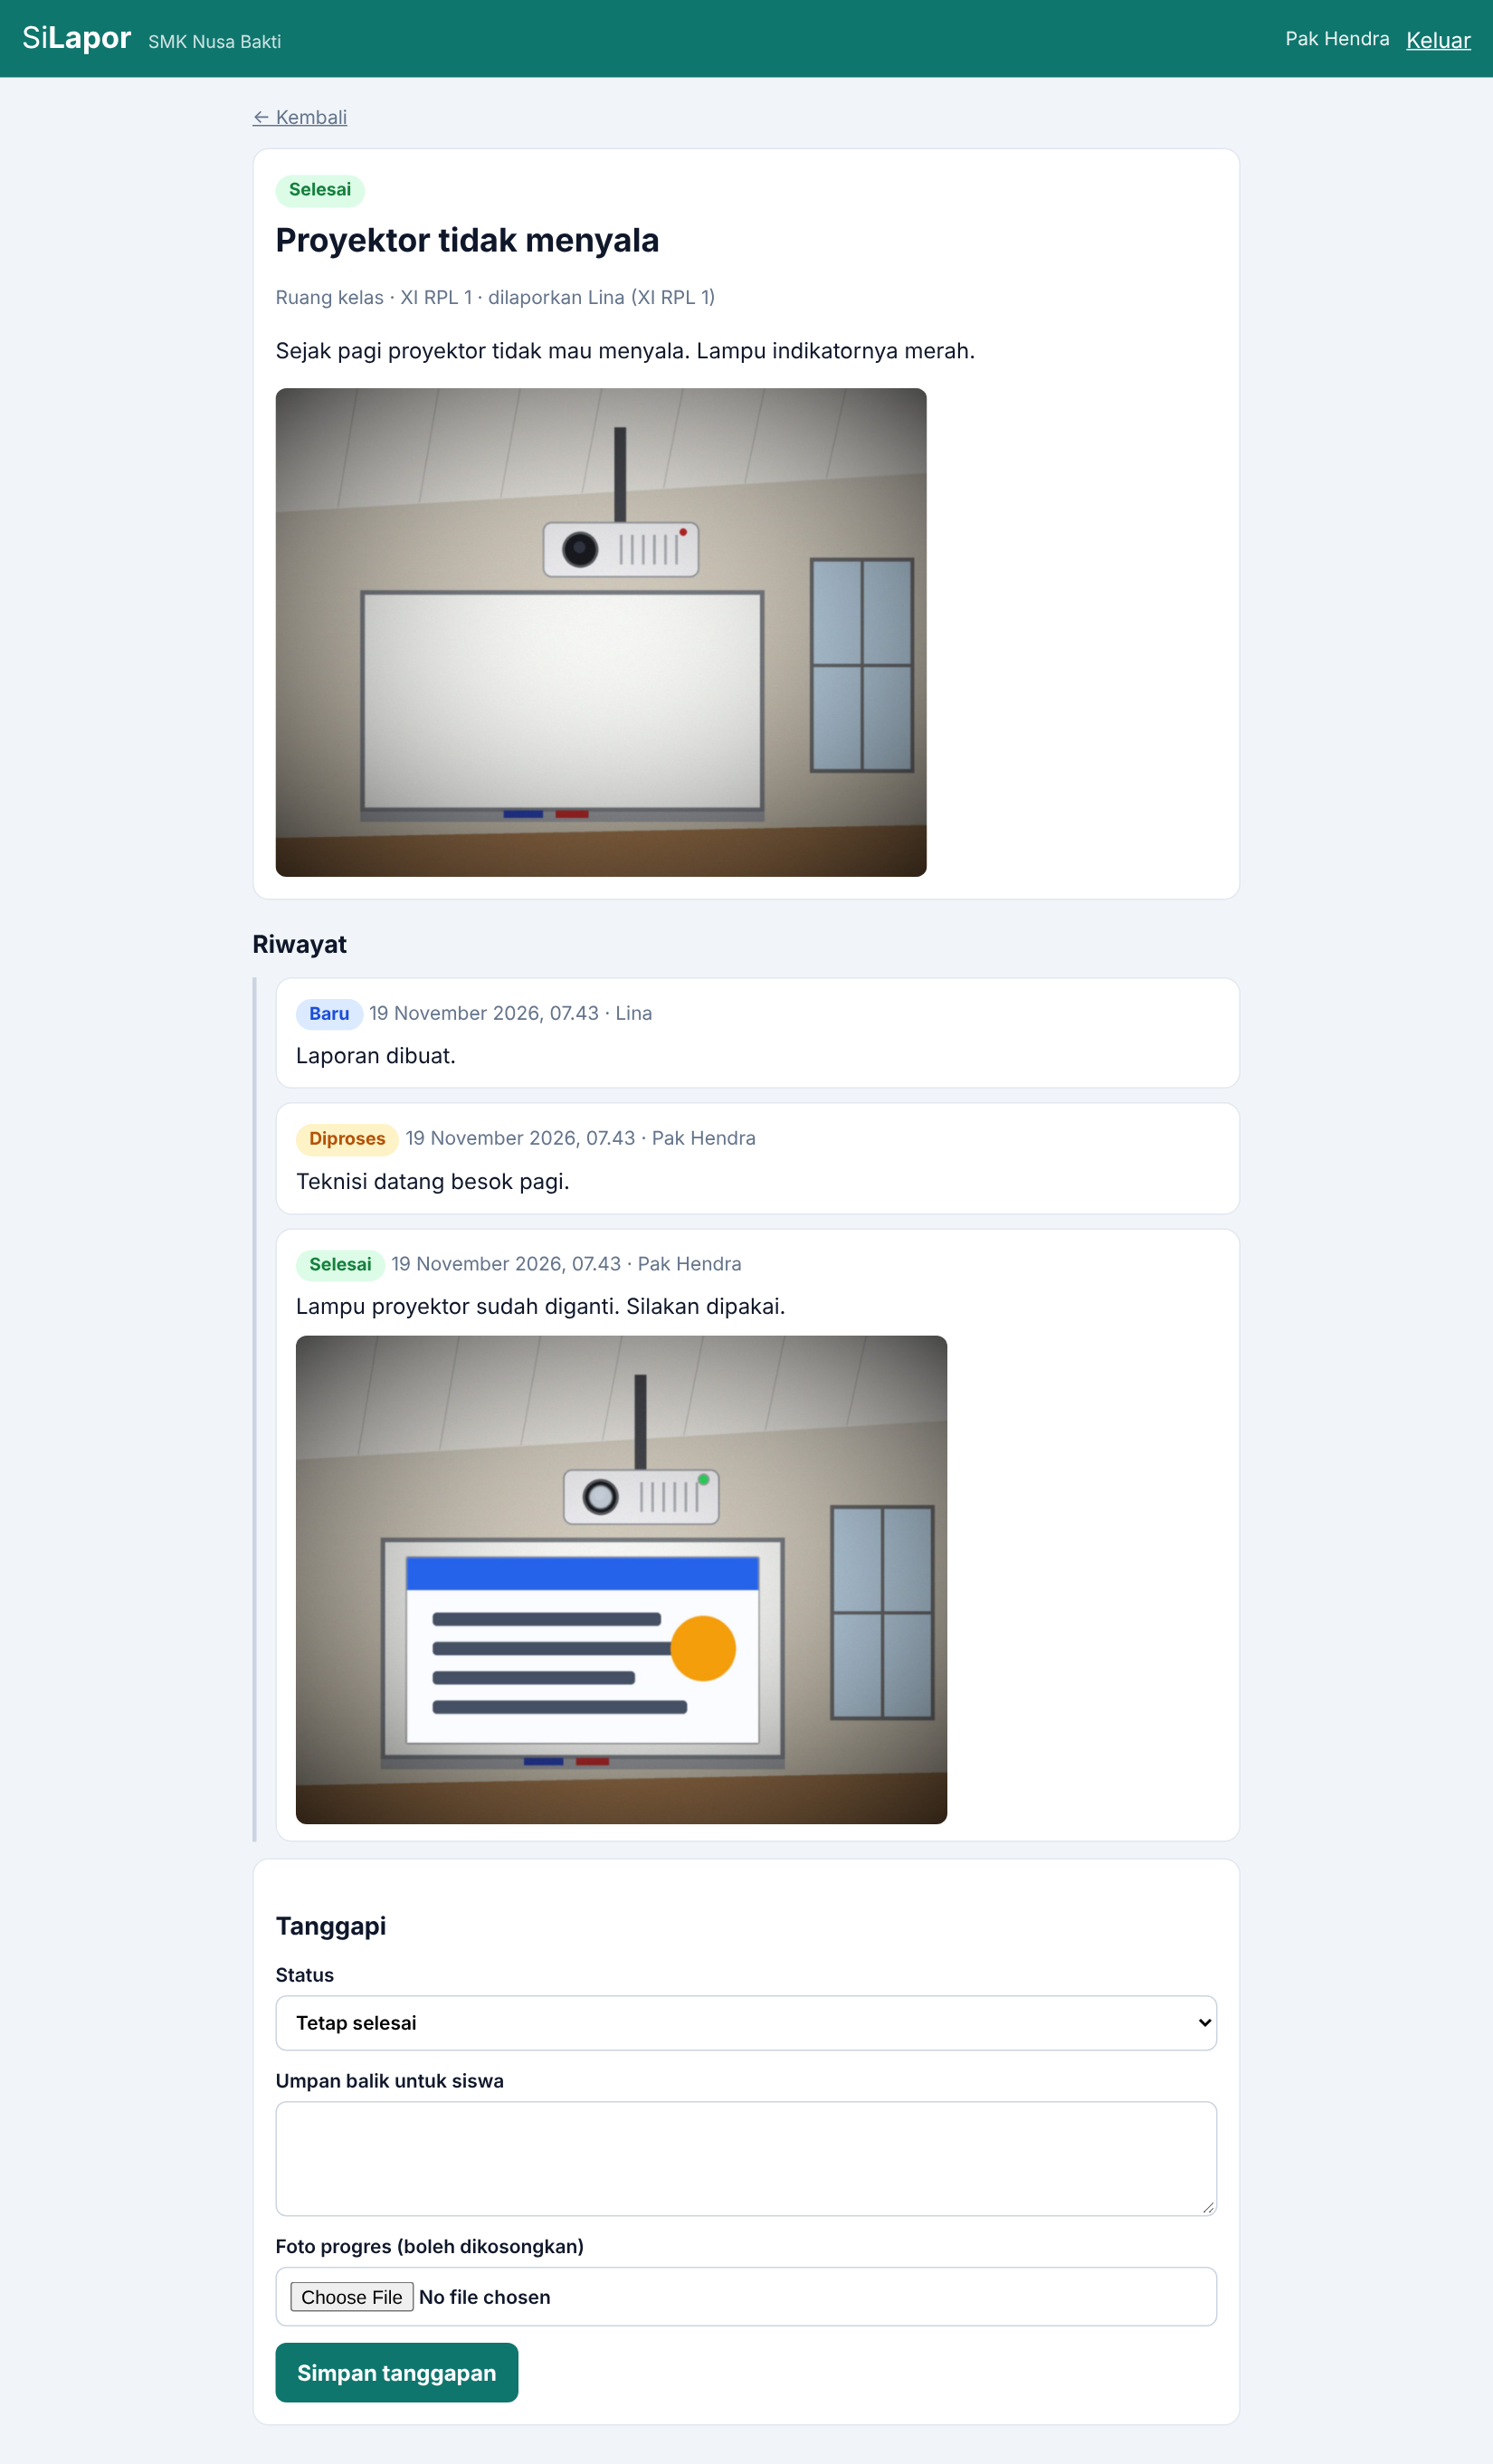 SiLapor SMK Nusa Bakti Pak Hendra Keluar
← Kembali
Selesai
Proyektor tidak menyala
Ruang kelas · XI RPL 1 · dilaporkan Lina (XI RPL 1)
Sejak pagi proyektor tidak mau menyala. Lampu indikatornya merah.
Riwayat
Baru 19 November 2026, 07.43 · Lina
Laporan dibuat.
Diproses 19 November 2026, 07.43 · Pak Hendra
Teknisi datang besok pagi.
Selesai 19 November 2026, 07.43 · Pak Hendra
Lampu proyektor sudah diganti. Silakan dipakai.
Tanggapi
Status
Tetap selesai
Umpan balik untuk siswa
Foto progres (boleh dikosongkan)
Choose File No file chosen
Simpan tanggapan